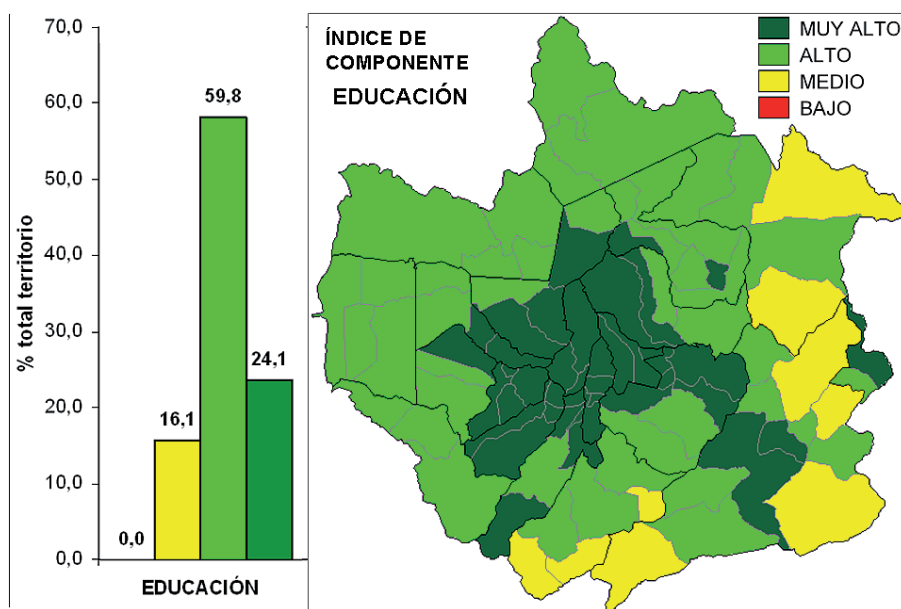 70,0
60,0
50,0
40,0
30,0
20,0
10,0
0,0
% total territorio
0,0
16,1
59,8
24,1
EDUCACIÓN
ÍNDICE DE
COMPONENTE
EDUCACIÓN
MUY ALTO
ALTO
MEDIO
BAJO